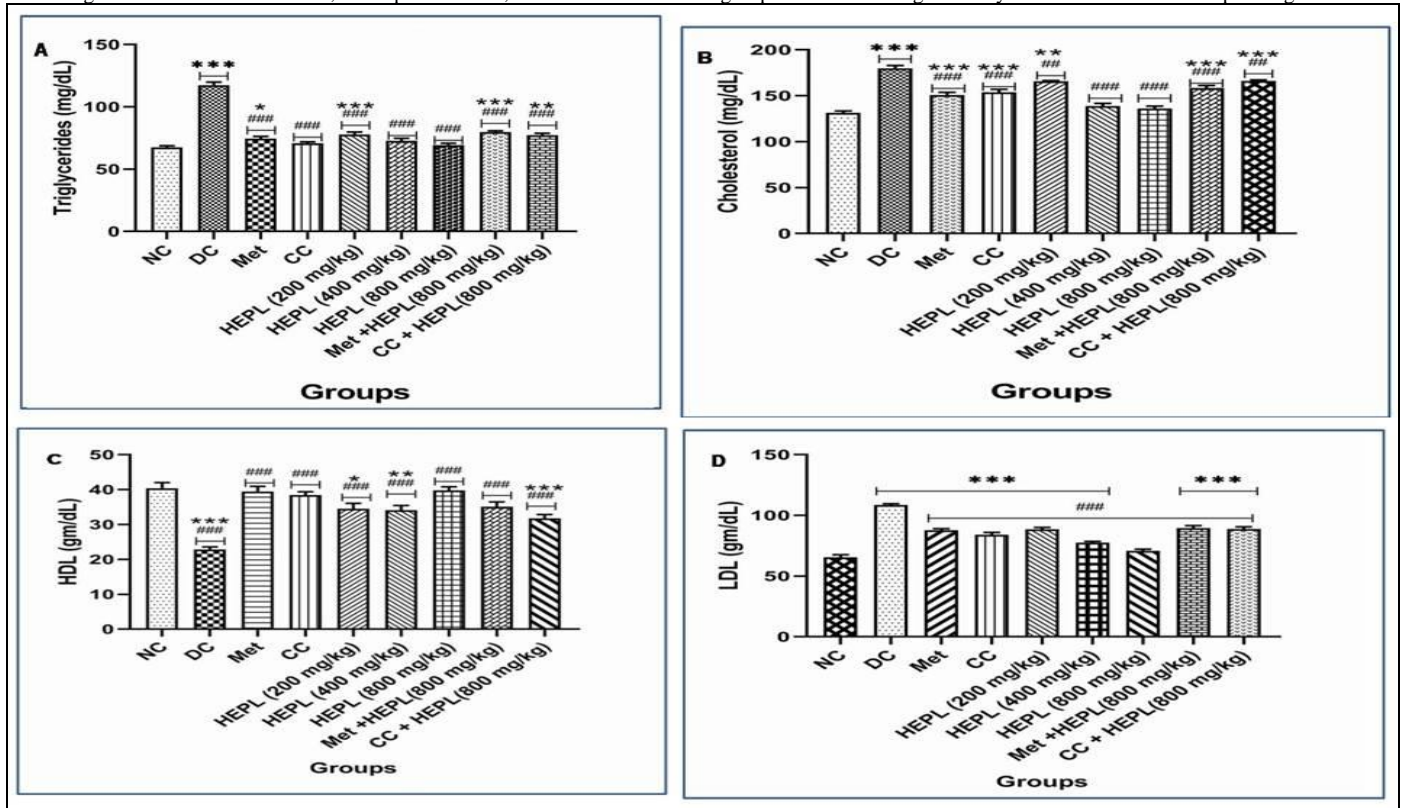 A
Triglycerides (mg/dL)
150
100
50
0
***
*
###
###
***
###
###
###
***
###
**
###
NC
DC
Met
CC
HEPL (200 mg/kg)
HEPL (400 mg/kg)
HEPL (800 mg/kg)
Met +HEPL(800 mg/kg)
CC + HEPL(800 mg/kg)
Groups
B
Cholesterol (mg/dL)
200
150
100
50
0
***
***
###
***
###
**
##
###
###
***
###
***
##
NC
DC
Met
CC
HEPL (200 mg/kg)
HEPL (400 mg/kg)
HEPL (800 mg/kg)
Met +HEPL(800 mg/kg)
CC + HEPL(800 mg/kg)
Groups
C
HDL (gm/dL)
50
40
30
20
10
0
***
###
###
###
*
###
**
###
###
###
***
###
NC
DC
Met
CC
HEPL (200 mg/kg)
HEPL (400 mg/kg)
HEPL (800 mg/kg)
Met +HEPL(800 mg/kg)
CC + HEPL(800 mg/kg)
Groups
D
LDL (gm/dL)
150
100
50
0
***
***
###
NC
DC
Met
CC
HEPL (200 mg/kg)
HEPL (400 mg/kg)
HEPL (800 mg/kg)
Met +HEPL(800 mg/kg)
CC + HEPL(800 mg/kg)
Groups